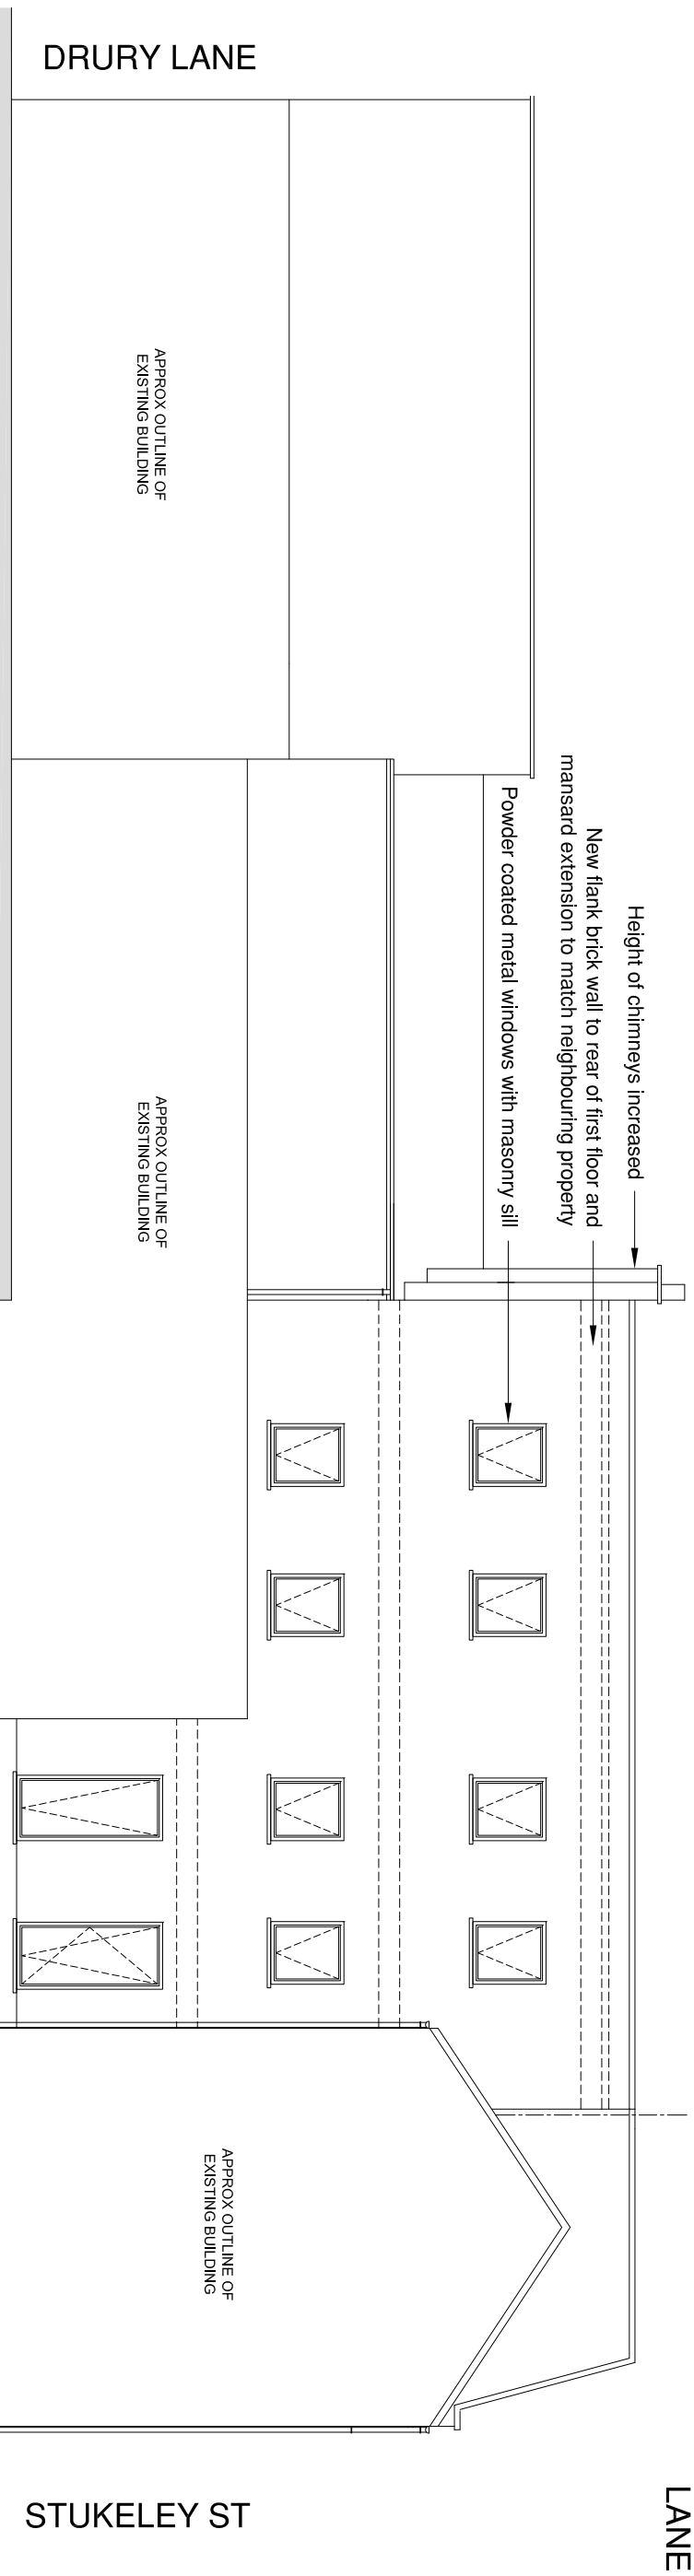 DRURY LANE
APPROX OUTLINE OF
EXISTING BUILDING
Height of chimneys increased
New flank brick wall to rear of first floor and
mansard extension to match neighbouring property
Powder coated metal windows with masonry sill
APPROX OUTLINE OF
EXISTING BUILDING
APPROX OUTLINE OF
EXISTING BUILDING
STUKELEY ST
LANE